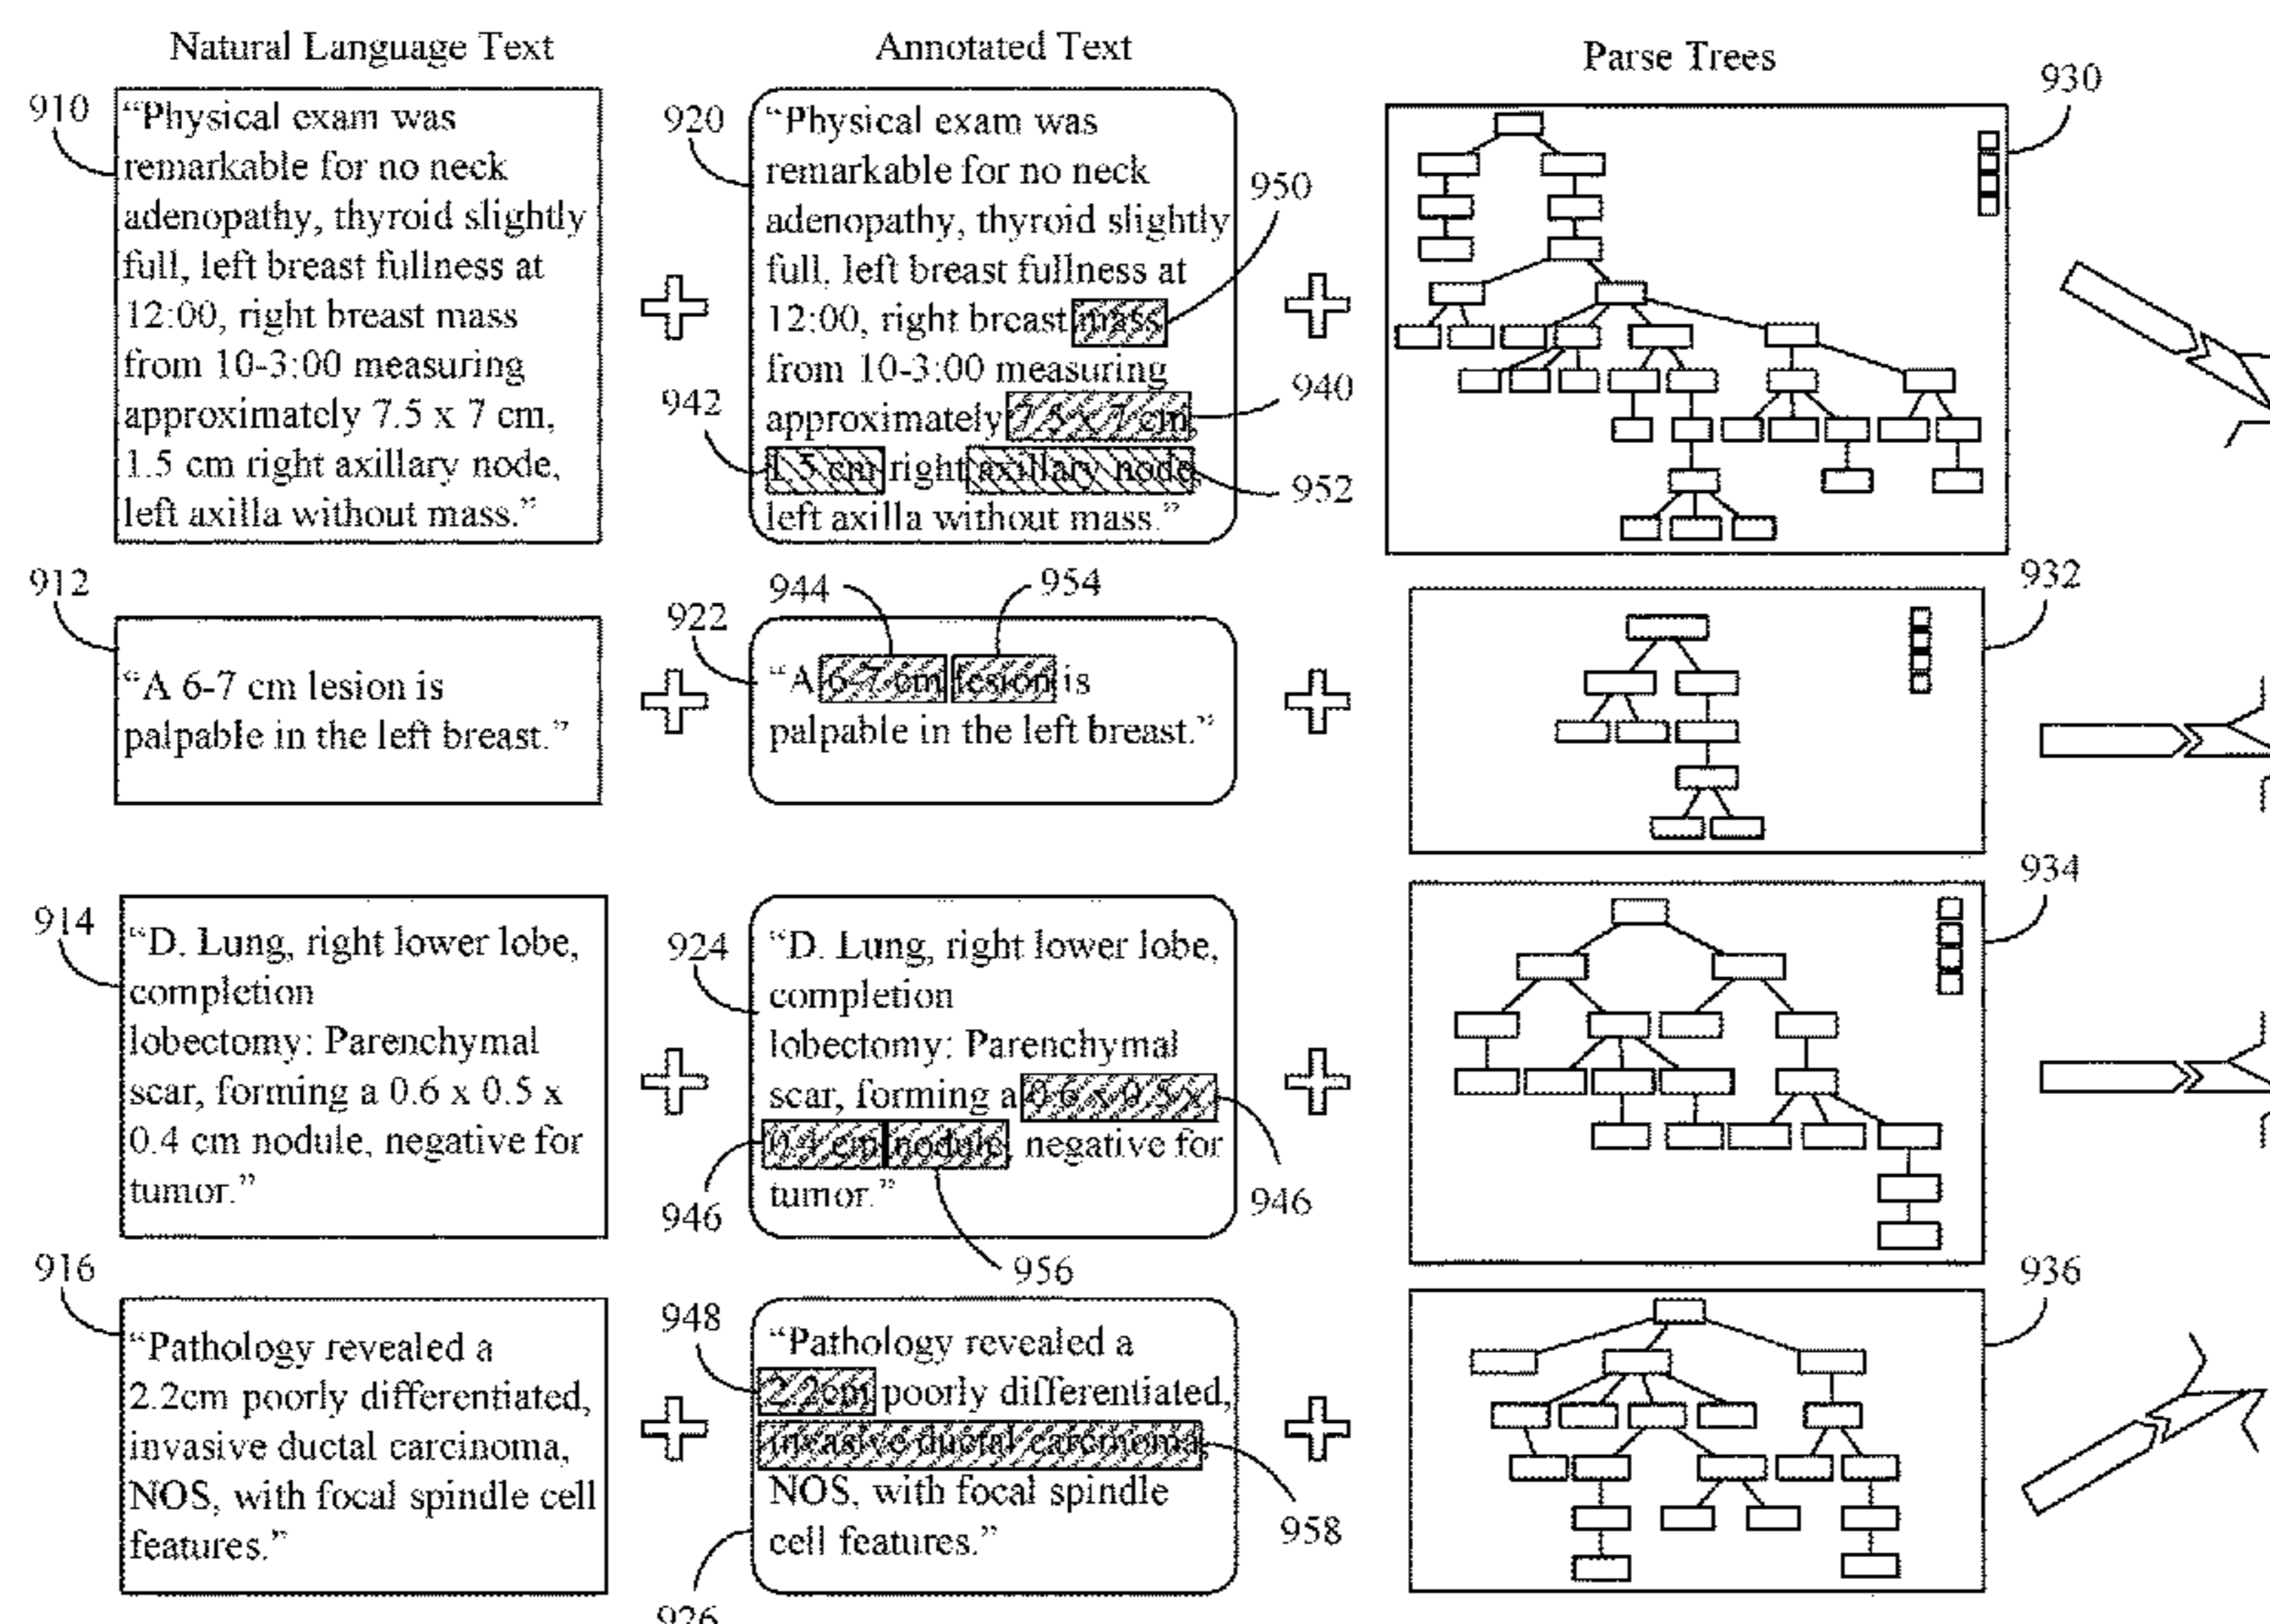 Natural Language Text
Annotated Text
Parse Trees
910
"Physical exam was
remarkable for no neck
adenopathy, thyroid slightly
full, left breast fullness at
12:00, right breast mass
from 10-3:00 measuring
approximately 7.5 x 7 cm,
1.5 cm right axillary node,
left axilla without mass."
920
"Physical exam was
remarkable for no neck
adenopathy, thyroid slightly
full, left breast fullness at
12:00, right breast mass
from 10-3:00 measuring
approximately 7.5 x 7 cm,
1.5 cm right axillary node,
left axilla without mass."
950
940
942
952
930
912
"A 6-7 cm lesion is
palpable in the left breast."
944
954
922
"A 6-7 cm lesion is
palpable in the left breast."
932
914
"D. Lung, right lower lobe,
completion
lobectomy: Parenchymal
scar, forming a 0.6 x 0.5 x
0.4 cm nodule, negative for
tumor."
924
"D. Lung, right lower lobe,
completion
lobectomy: Parenchymal
scar, forming a 0.6 x 0.5 x
0.4 cm nodule, negative for
tumor."
946
946
956
934
916
"Pathology revealed a
2.2cm poorly differentiated,
invasive ductal carcinoma,
NOS, with focal spindle cell
features."
948
"Pathology revealed a
2.2cm poorly differentiated,
invasive ductal carcinoma,
NOS, with focal spindle
cell features."
958
926
936